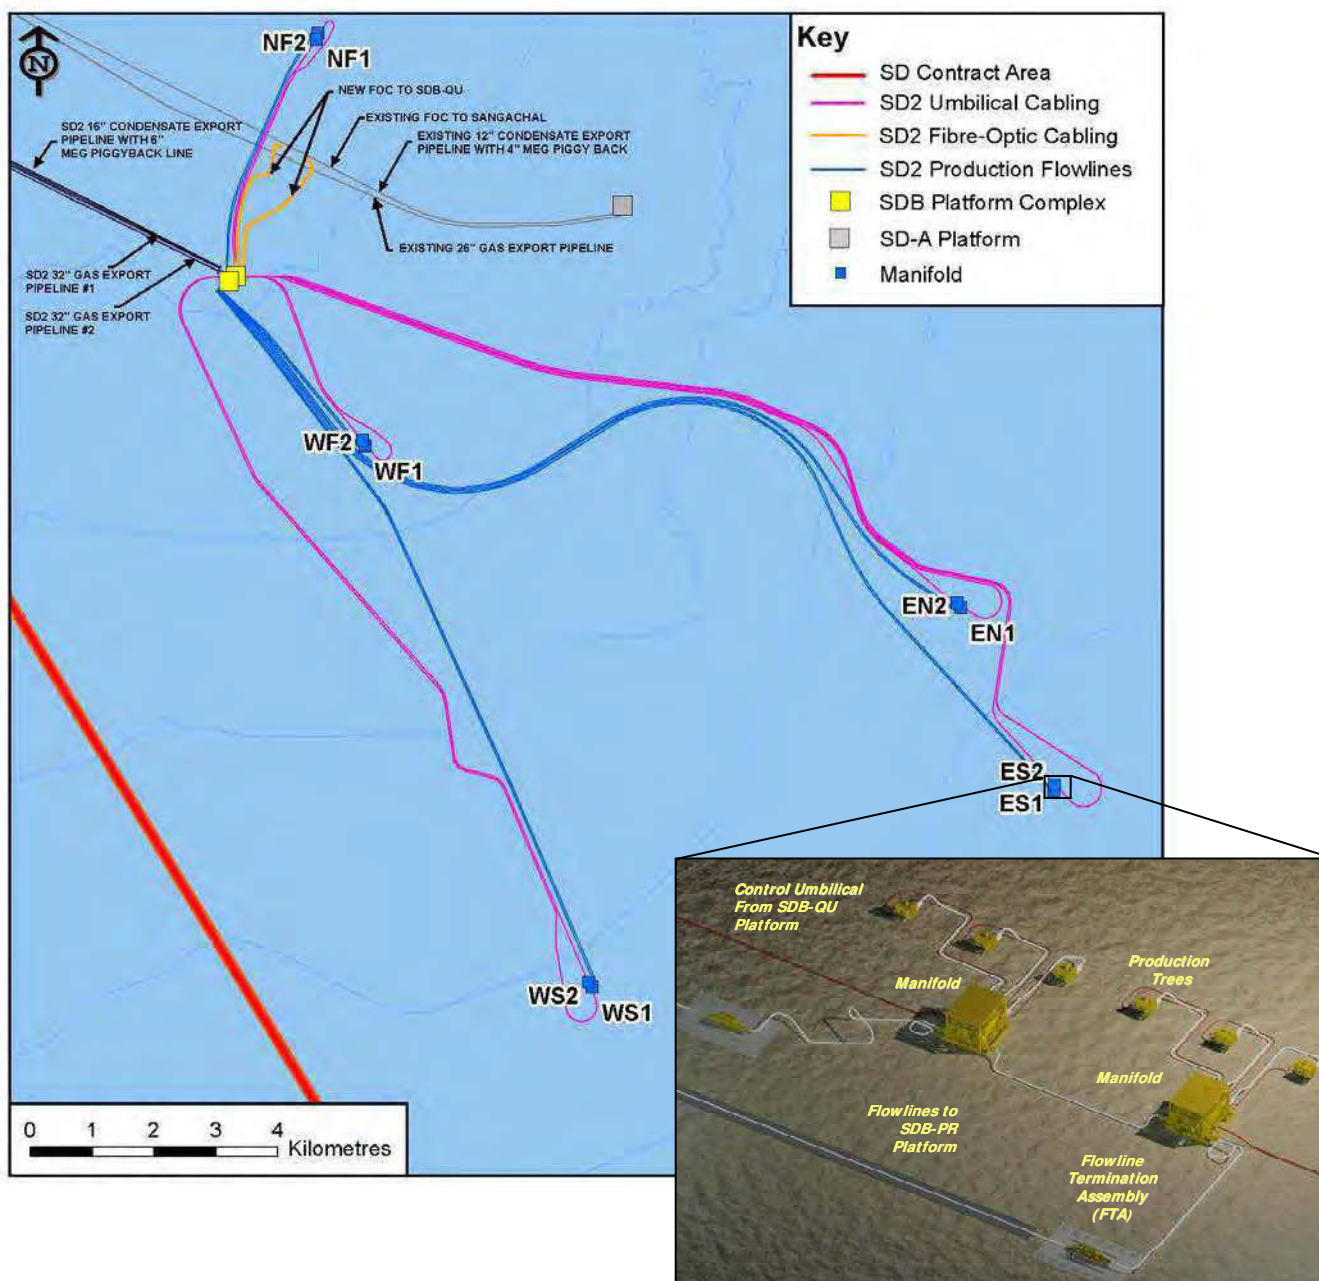 N
NF2
NF1
NEW FOC TO SDB-QU
EXISTING FOC TO SANGACHAL
SD2 16" CONDENSATE EXPORT
PIPELINE WITH 6"
MEG PIGGYBACK LINE
EXISTING 12" CONDENSATE EXPORT
PIPELINE WITH 4" MEG PIGGY BACK
EXISTING 26" GAS EXPORT PIPELINE
SD2 32" GAS EXPORT
PIPELINE #1
SD2 32" GAS EXPORT
PIPELINE #2
Key
SD Contract Area
SD2 Umbilical Cabling
SD2 Fibre-Optic Cabling
SD2 Production Flowlines
SDB Platform Complex
SD-A Platform
Manifold
WF2
WF1
EN2
EN1
ES2
ES1
WS2
WS1
0 1 2 3 4
Kilometres
Control Umbilical
From SDB-QU
Platform
Manifold
Production
Trees
Manifold
Flowlines to
SDB-PR
Platform
Flowline
Termination
Assembly
(FTA)